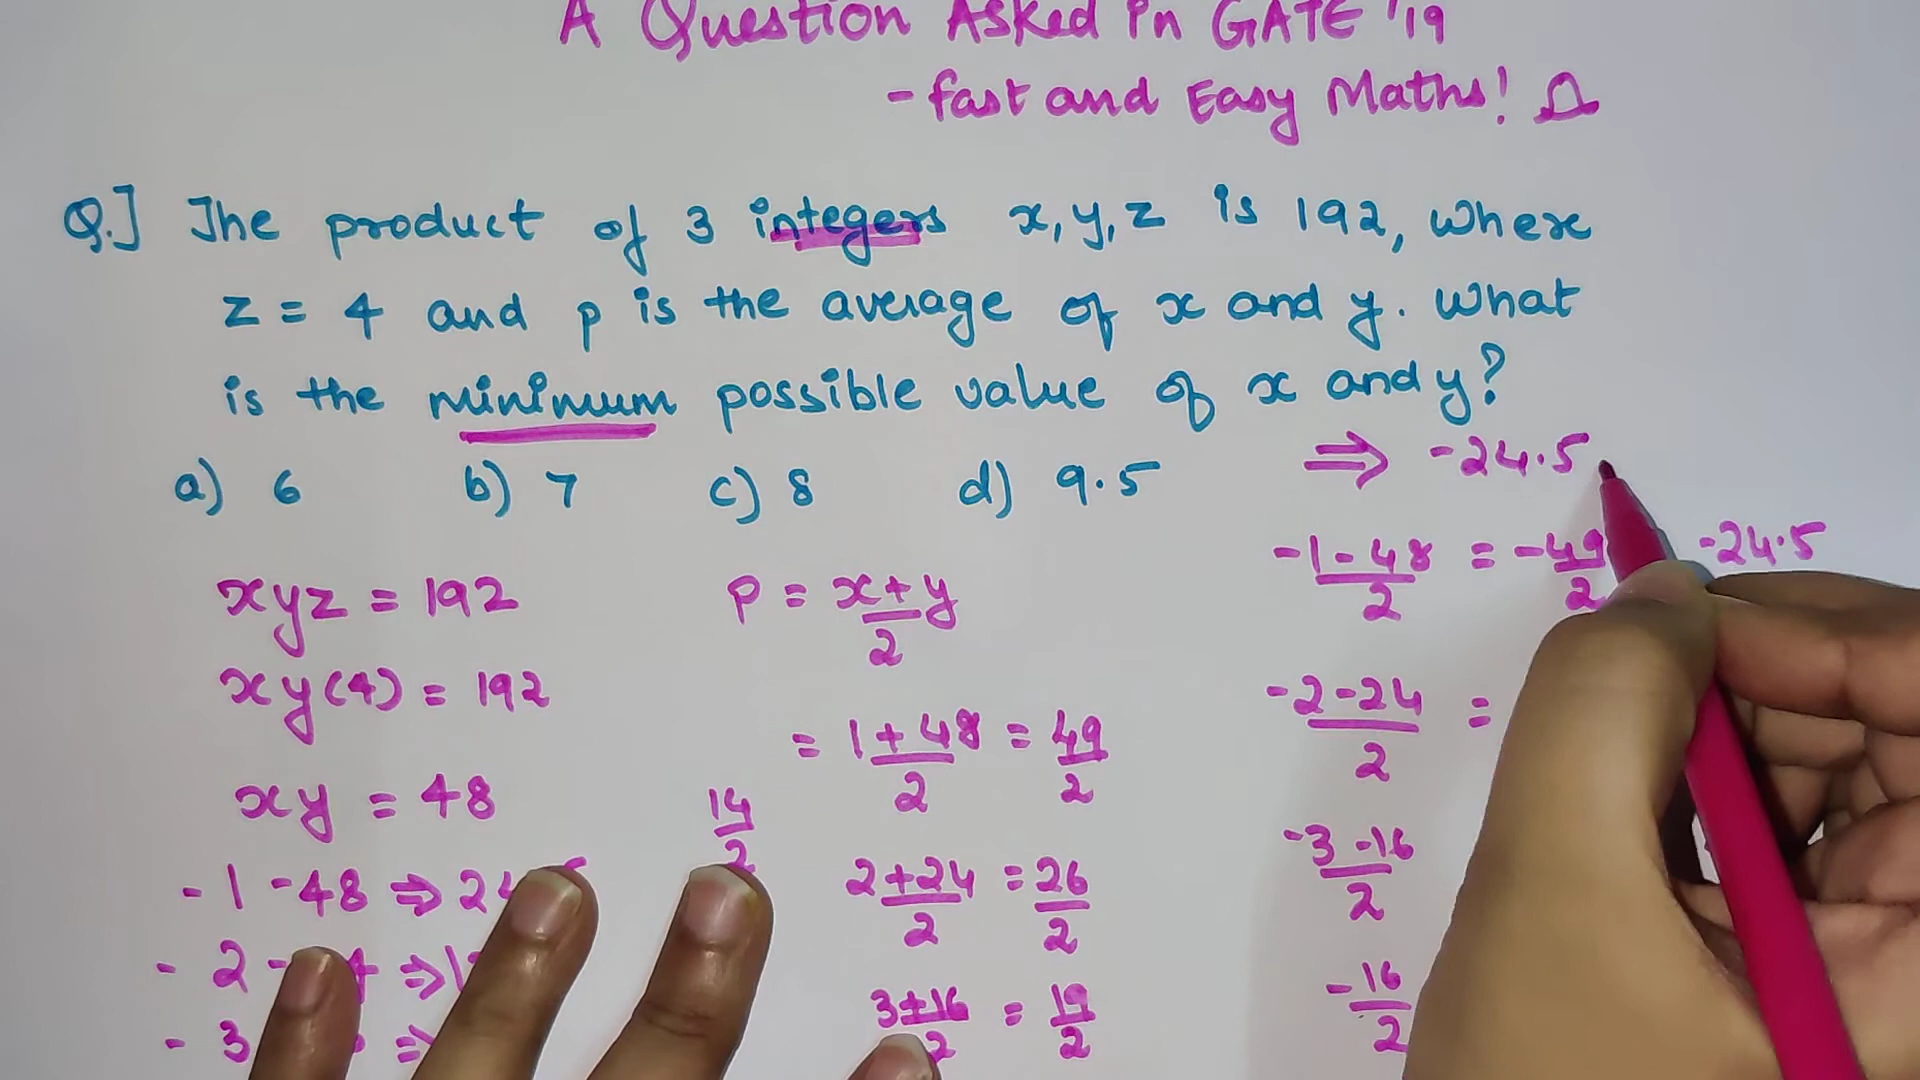 A Question Asked in GATE '19
- fast and Easy Maths!
Q.] The product of 3 integers x, y, z is 192, where
z = 4 and p is the average of x and y. What
is the minimum possible value of x and y?
a) 6 b) 7 c) 8 d) 9.5
⇒ -24.5
xyz = 192
xy(4) = 192
xy = 48
- 1 -48 ⇒
- 2 - ⇒
- 3 ⇒
14/2
p = x+y/2
= 1+48/2 = 49/2
2+24/2 = 26/2
3+16/2 = 19/2
-1-48/2 = -49/2 -24.5
-2-24/2 =
-3-16/2
-16/2